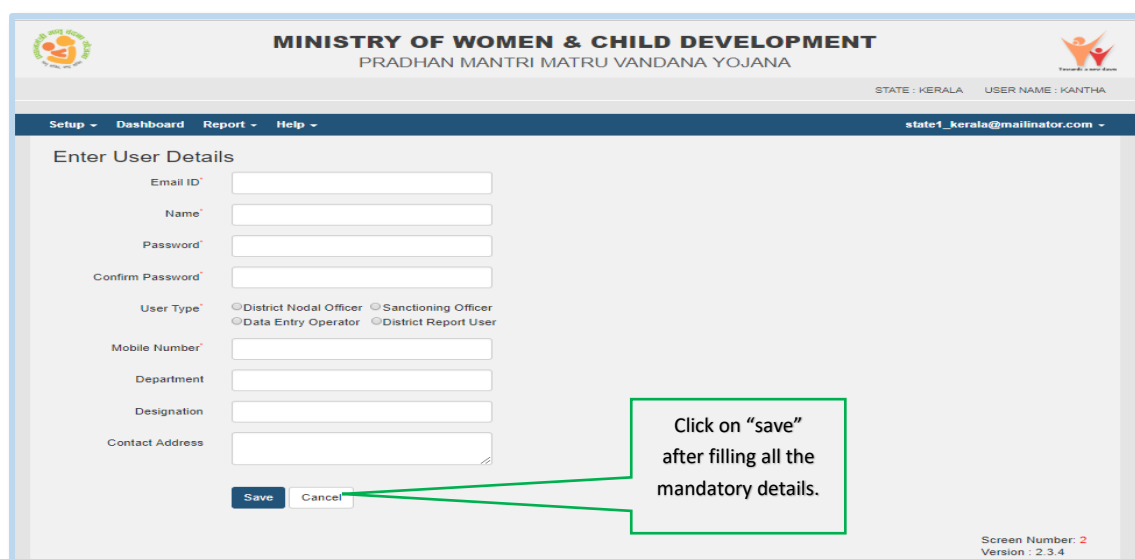 MINISTRY OF WOMEN & CHILD DEVELOPMENT
PRADHAN MANTRI MATRU VANDANA YOJANA
Towards a new dawn
STATE : KERALA USER NAME : KANTHA
Setup Dashboard Report Help state1_kerala@mailinator.com
Enter User Details
Email ID*
Name*
Password*
Confirm Password*
User Type* District Nodal Officer Sanctioning Officer
Data Entry Operator District Report User
Mobile Number*
Department
Designation
Contact Address
Click on “save”
after filling all the
mandatory details.
Save Cancel
Screen Number: 2
Version : 2.3.4